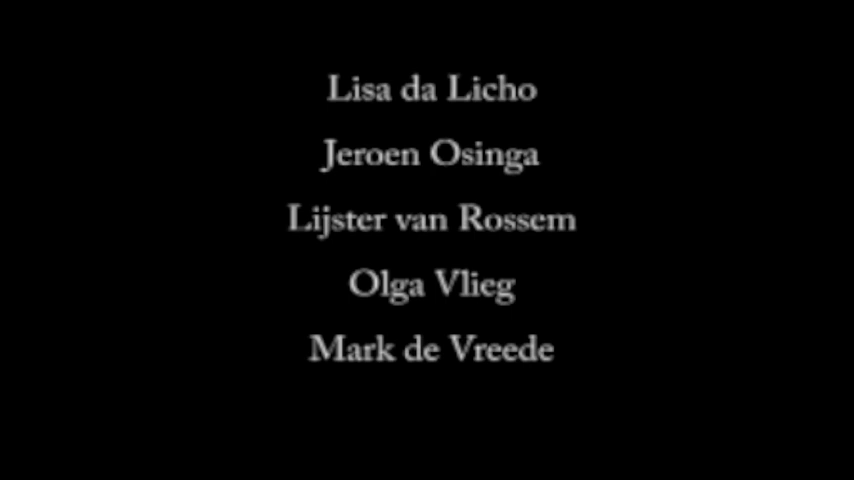 Lisa da Licho
Jeroen Osinga
Lijster van Rossem
Olga Vlieg
Mark de Vreede